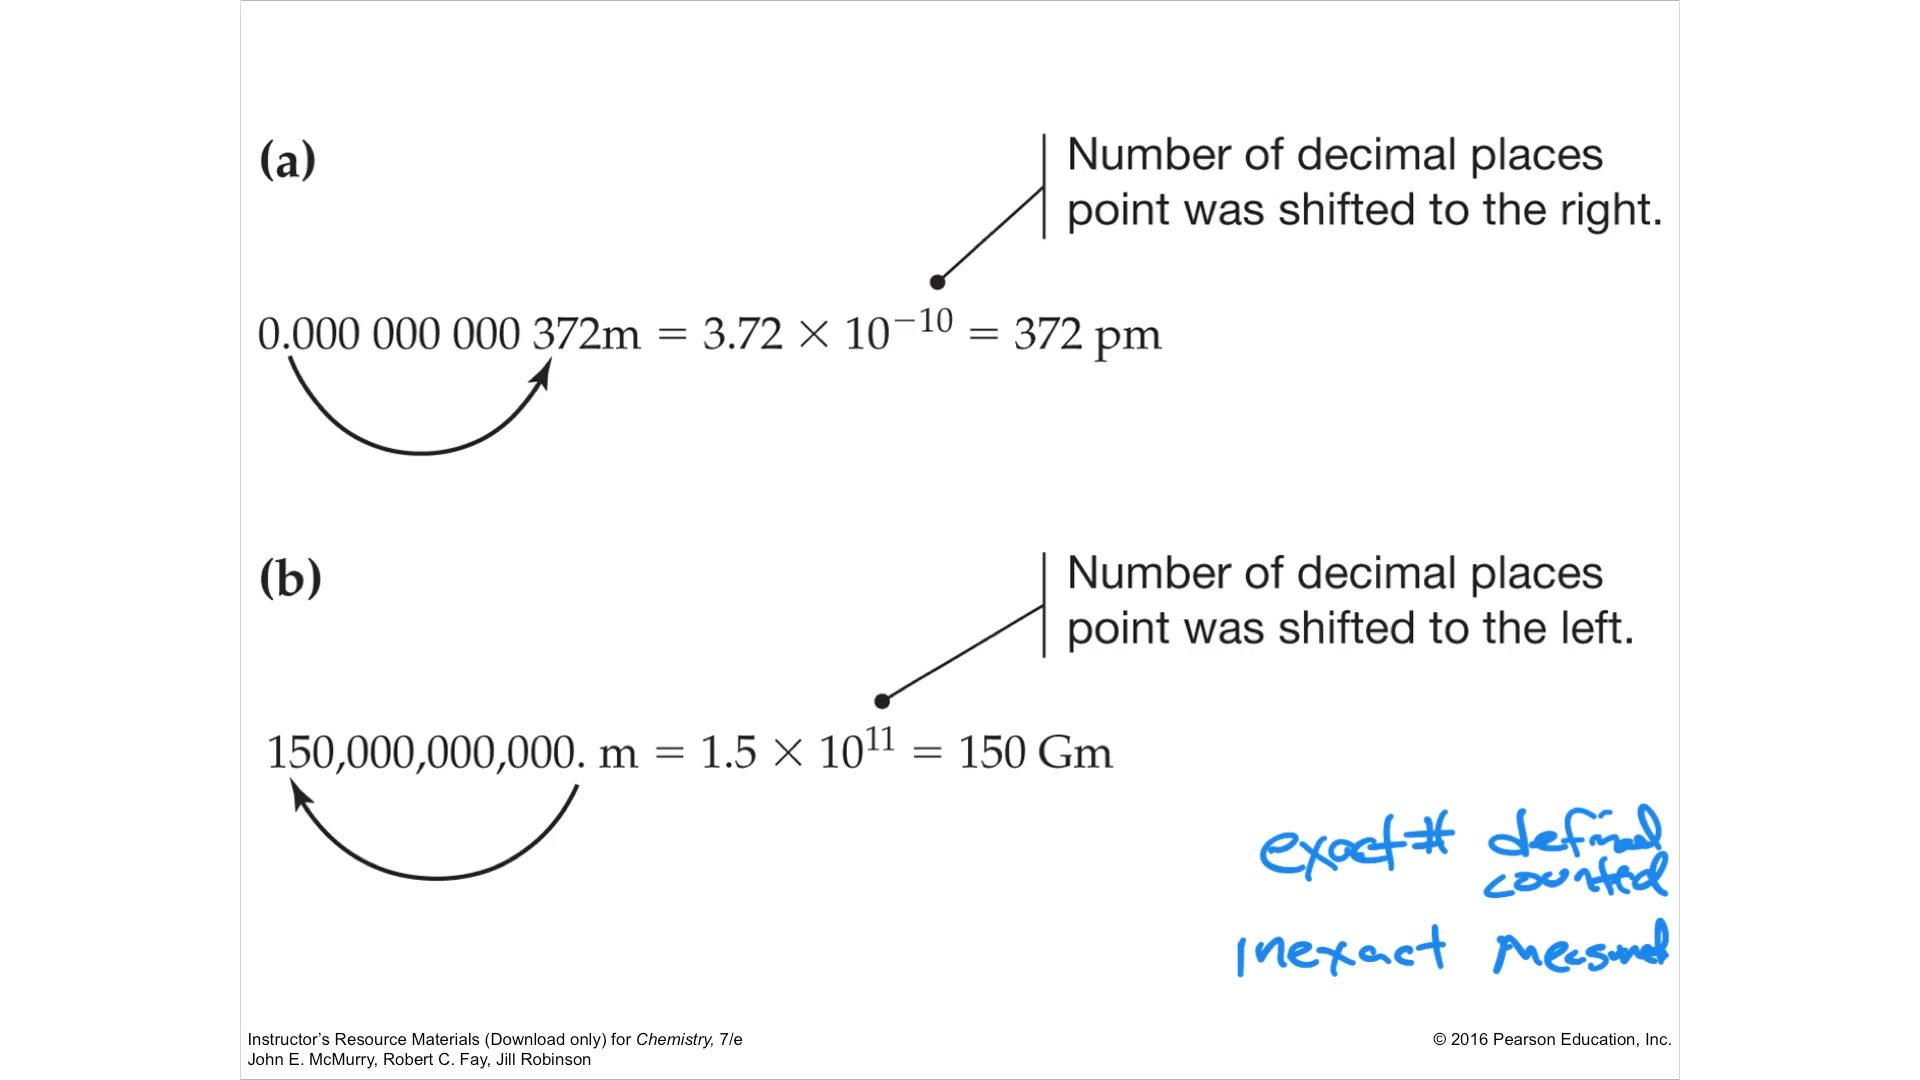 (a)
Number of decimal places
point was shifted to the right.
0.000 000 000 372m = 3.72 × 10⁻¹⁰ = 372 pm
(b)
Number of decimal places
point was shifted to the left.
150,000,000,000. m = 1.5 × 10¹¹ = 150 Gm
exact # defined
counted
inexact measured
Instructor's Resource Materials (Download only) for Chemistry, 7/e
John E. McMurry, Robert C. Fay, Jill Robinson
© 2016 Pearson Education, Inc.